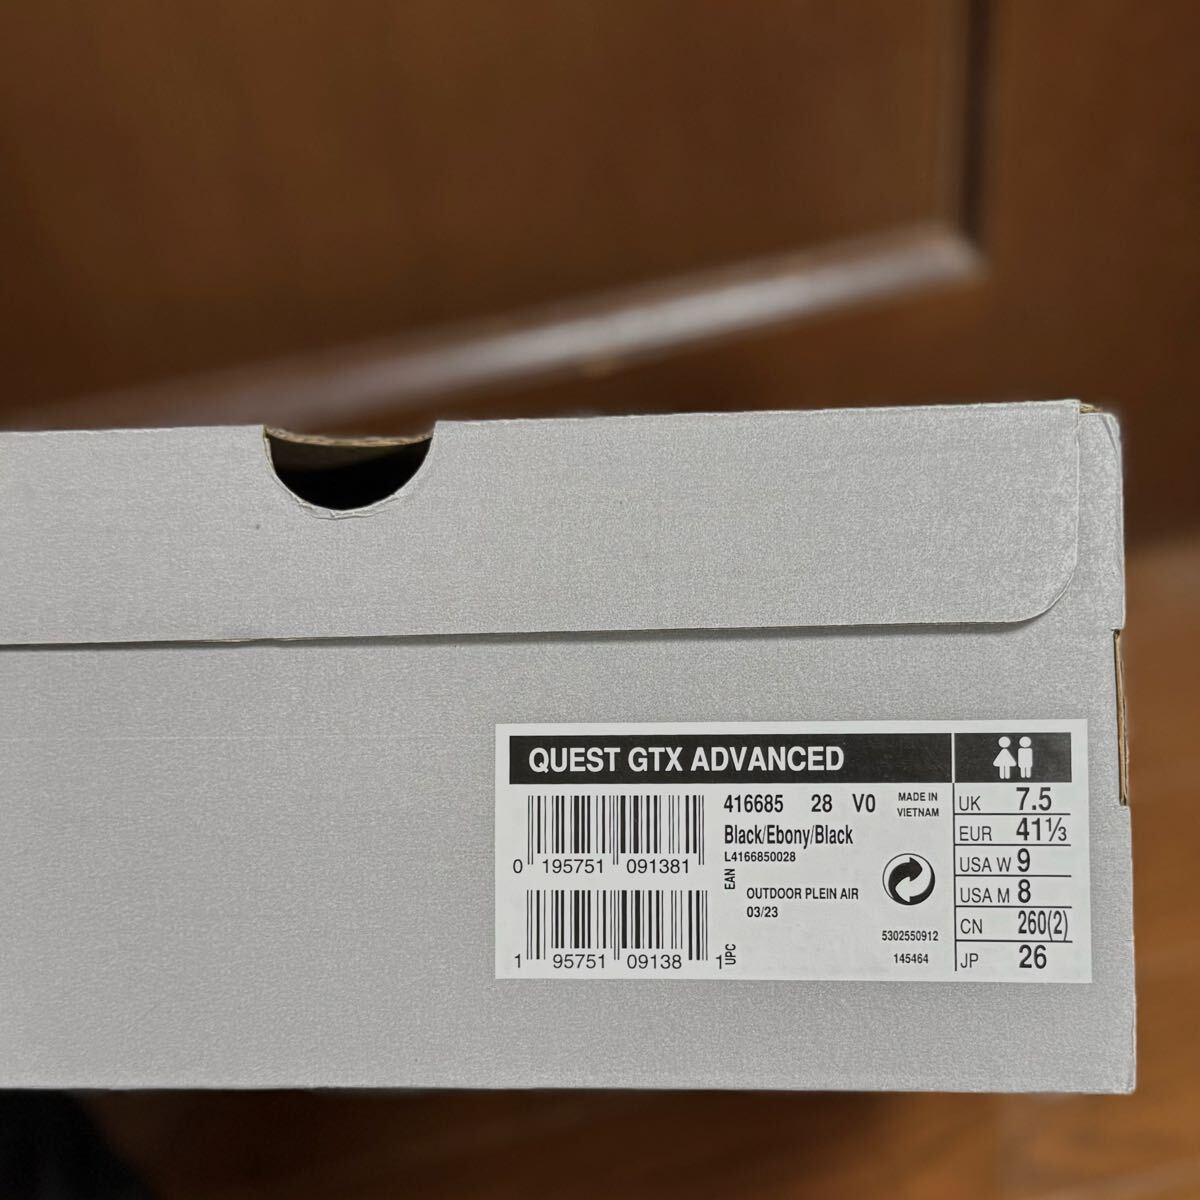 QUEST GTX ADVANCED
0 195751 091381
EAN
1 95751 09138 1
UPC
416685 28 V0
MADE IN
VIETNAM
Black/Ebony/Black
L4166850028
OUTDOOR PLEIN AIR
03/23
5302550912
145464
UK 7.5
EUR 41⅓
USA W 9
USA M 8
CN 260(2)
JP 26